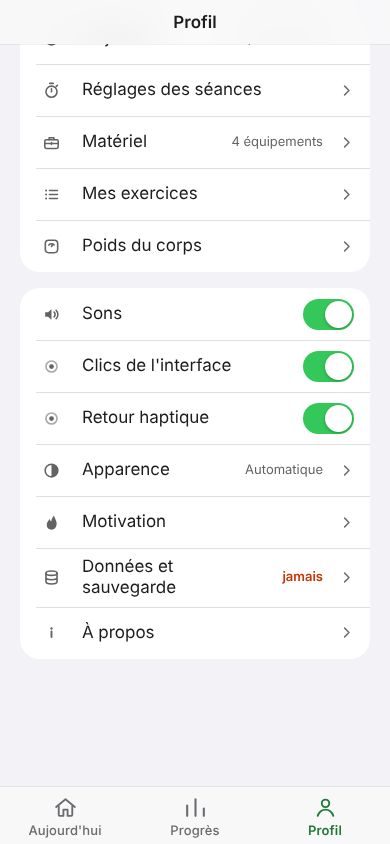 Profil
Réglages des séances
Matériel 4 équipements
Mes exercices
Poids du corps
Sons
Clics de l'interface
Retour haptique
Apparence Automatique
Motivation
Données et
sauvegarde jamais
À propos
Aujourd'hui Progrès Profil